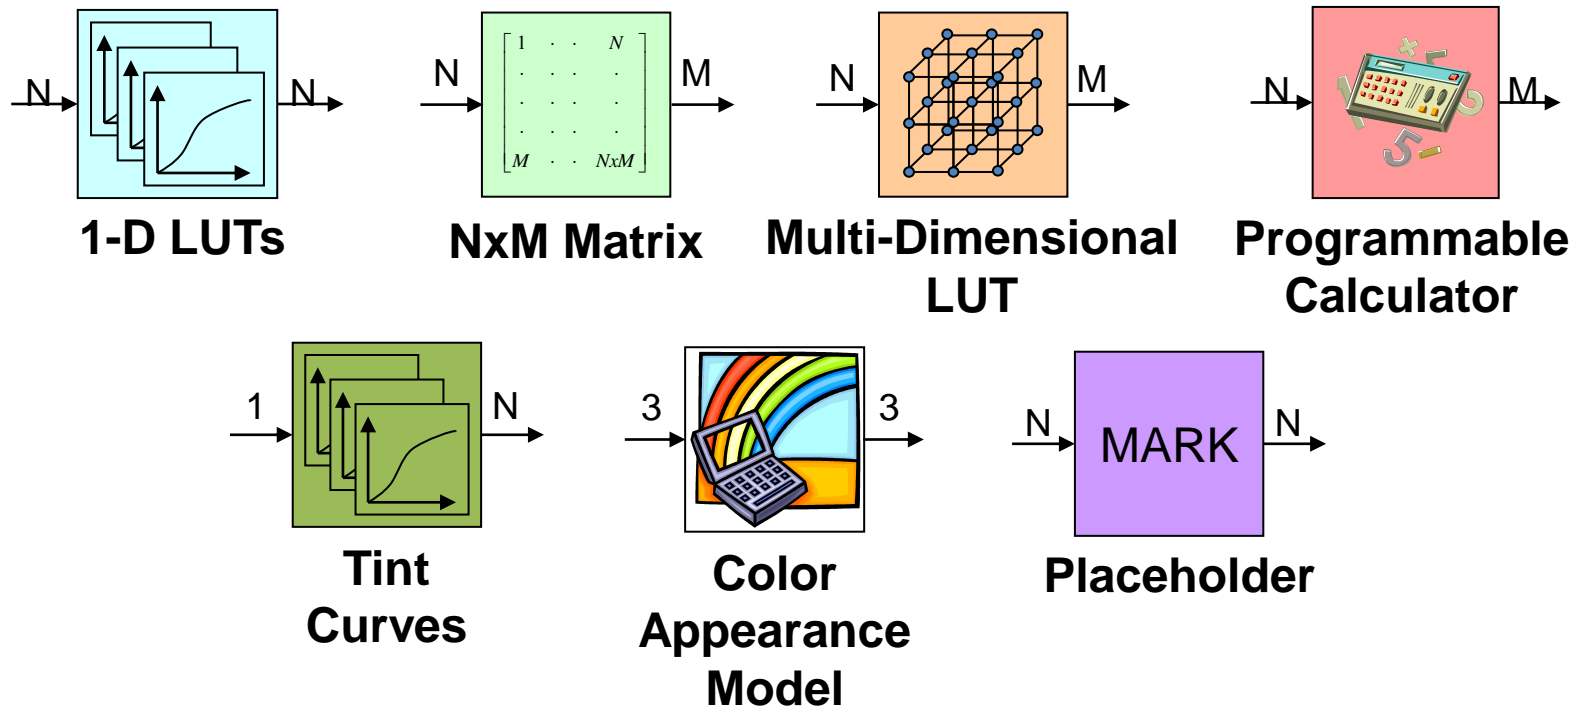 N
N
1-D LUTs
N
1 · · N
· · · ·
· · · ·
· · · ·
M · · NxM
M
NxM Matrix
N
M
Multi-Dimensional
LUT
N
5
M
Programmable
Calculator
1
N
Tint
Curves
3
3
Color
Appearance
Model
N
MARK
N
Placeholder